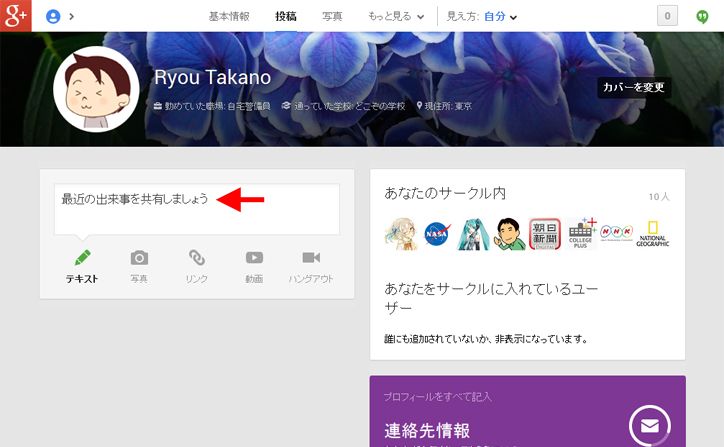 g+
基本情報 投稿 写真 もっと見る 見え方: 自分 0
Ryou Takano
勤めていた職場: 自宅警備員 通っていた学校: どこぞの学校 現住所: 東京
カバーを変更
最近の出来事を共有しましょう
テキスト 写真 リンク 動画 ハングアウト
あなたのサークル内 10 人
NASA
朝日
新聞
DIGITAL
COLLEGE
PLUS
NHK
NATIONAL
GEOGRAPHIC
あなたをサークルに入れているユー
ザー
誰にも追加されていないか、非表示になっています。
プロフィールをすべて記入
連絡先情報